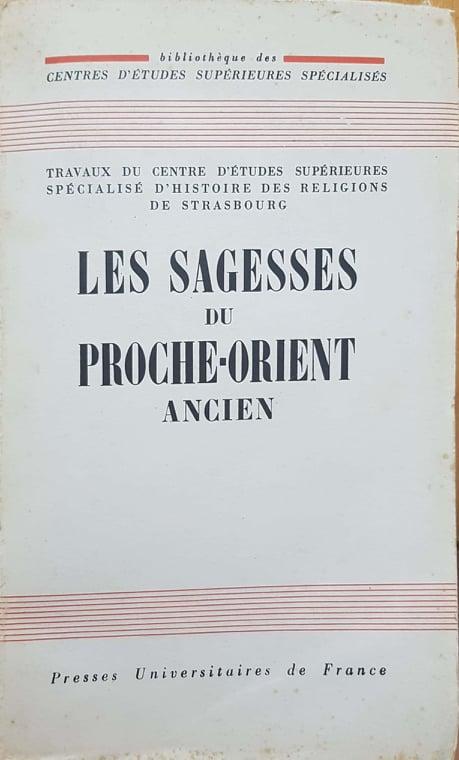 bibliothèque des
CENTRES D'ÉTUDES SUPÉRIEURES SPÉCIALISÉS
TRAVAUX DU CENTRE D'ÉTUDES SUPÉRIEURES
SPÉCIALISÉ D'HISTOIRE DES RELIGIONS
DE STRASBOURG
LES SAGESSES
DU
PROCHE-ORIENT
ANCIEN
Presses Universitaires de France